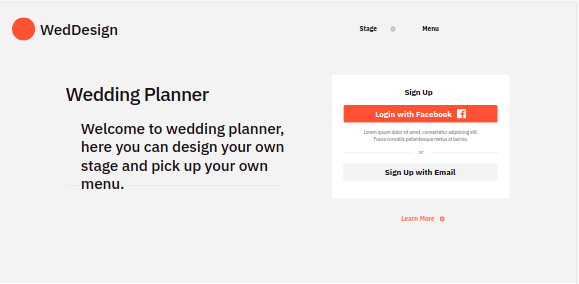 WedDesign
Stage
Menu
Wedding Planner
Welcome to wedding planner,
here you can design your own
stage and pick up your own
menu.
Sign Up
Login with Facebook
Lorem ipsum dolor sit amet, consectetur adipiscing elit.
Fusce convallis pellentesque metus id lacinia.
or
Sign Up with Email
Learn More